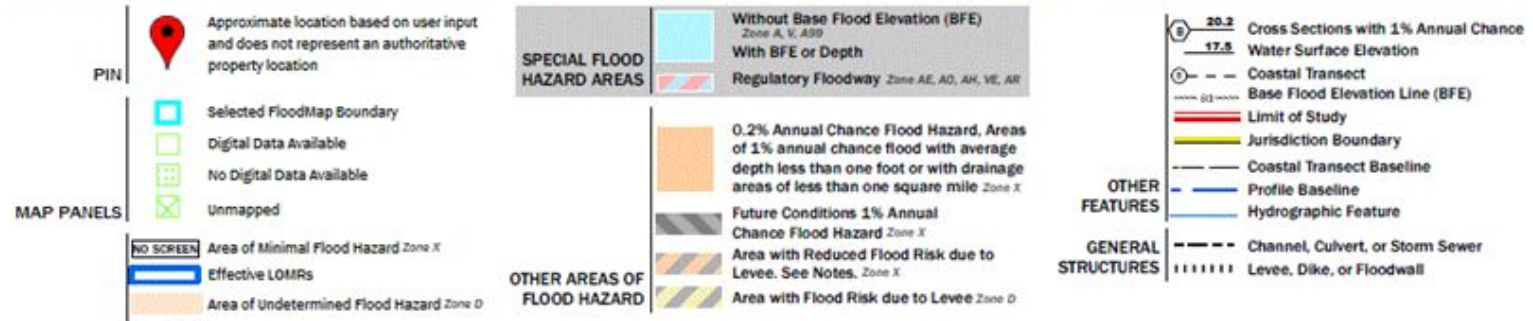 PIN
Approximate location based on user input
and does not represent an authoritative
property location
MAP PANELS
Selected FloodMap Boundary
Digital Data Available
No Digital Data Available
Unmapped
NO SCREEN Area of Minimal Flood Hazard Zone X
Effective LOMRs
Area of Undetermined Flood Hazard Zone D
SPECIAL FLOOD
HAZARD AREAS
Without Base Flood Elevation (BFE)
Zone A, V, A99
With BFE or Depth
Regulatory Floodway Zone AE, AO, AH, VE, AR
OTHER AREAS OF
FLOOD HAZARD
0.2% Annual Chance Flood Hazard, Areas
of 1% annual chance flood with average
depth less than one foot or with drainage
areas of less than one square mile Zone X
Future Conditions 1% Annual
Chance Flood Hazard Zone X
Area with Reduced Flood Risk due to
Levee. See Notes. Zone X
Area with Flood Risk due to Levee Zone D
OTHER
FEATURES
20.2 Cross Sections with 1% Annual Chance
17.5 Water Surface Elevation
Coastal Transect
Base Flood Elevation Line (BFE)
Limit of Study
Jurisdiction Boundary
Coastal Transect Baseline
Profile Baseline
Hydrographic Feature
GENERAL
STRUCTURES
Channel, Culvert, or Storm Sewer
Levee, Dike, or Floodwall